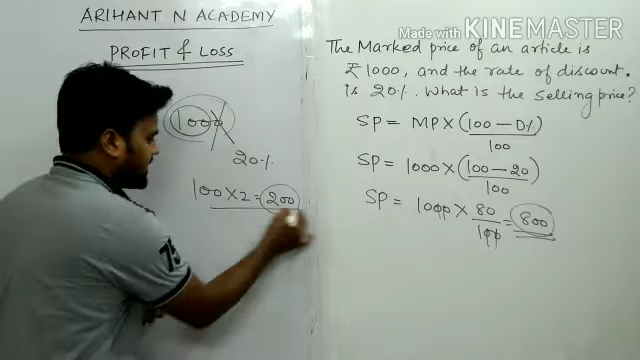 ARIHANT N ACADEMY
PROFIT & LOSS
1000
20%
100 × 2 = 200
Made with KINEMASTER
The Marked price of an article is
₹1000, and the rate of discount
is 20%. What is the selling price?
SP = MP × (100 — D%)
100
SP = 1000 × (100 — 20)
100
SP = 1000 × 80 = 800
100
75